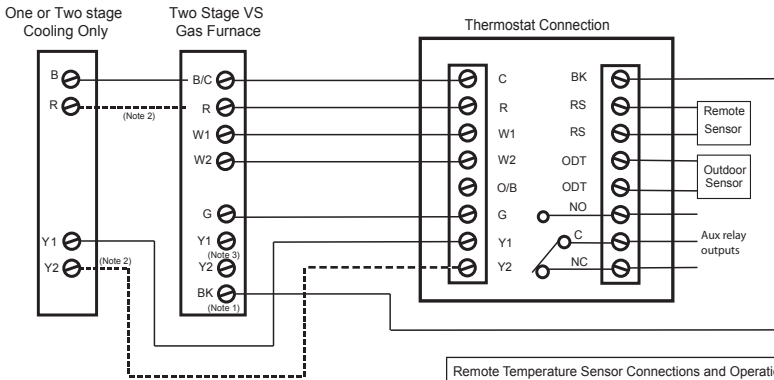 One or Two stage
Cooling Only
Two Stage VS
Gas Furnace
Thermostat Connection
B
R
(Note 2)
Y1
Y2
(Note 2)
B/C
R
W1
W2
G
Y1
(Note 3)
Y2
BK
(Note 1)
C
R
W1
W2
O/B
G
Y1
Y2
BK
RS
RS
ODT
ODT
NO
C
NC
Remote
Sensor
Outdoor
Sensor
Aux relay
outputs
Remote Temperature Sensor Connections and Operati